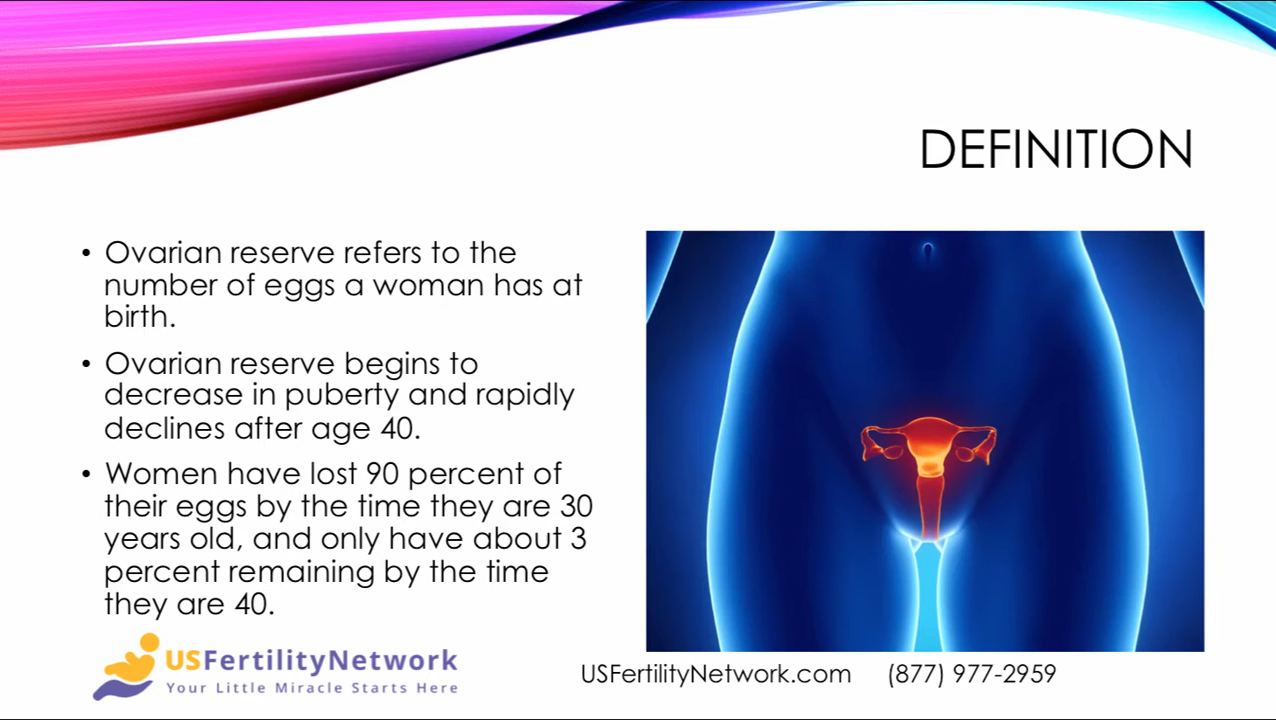 DEFINITION
• Ovarian reserve refers to the
number of eggs a woman has at
birth.
• Ovarian reserve begins to
decrease in puberty and rapidly
declines after age 40.
• Women have lost 90 percent of
their eggs by the time they are 30
years old, and only have about 3
percent remaining by the time
they are 40.
USFertilityNetwork
Your Little Miracle Starts Here
USFertilityNetwork.com (877) 977-2959